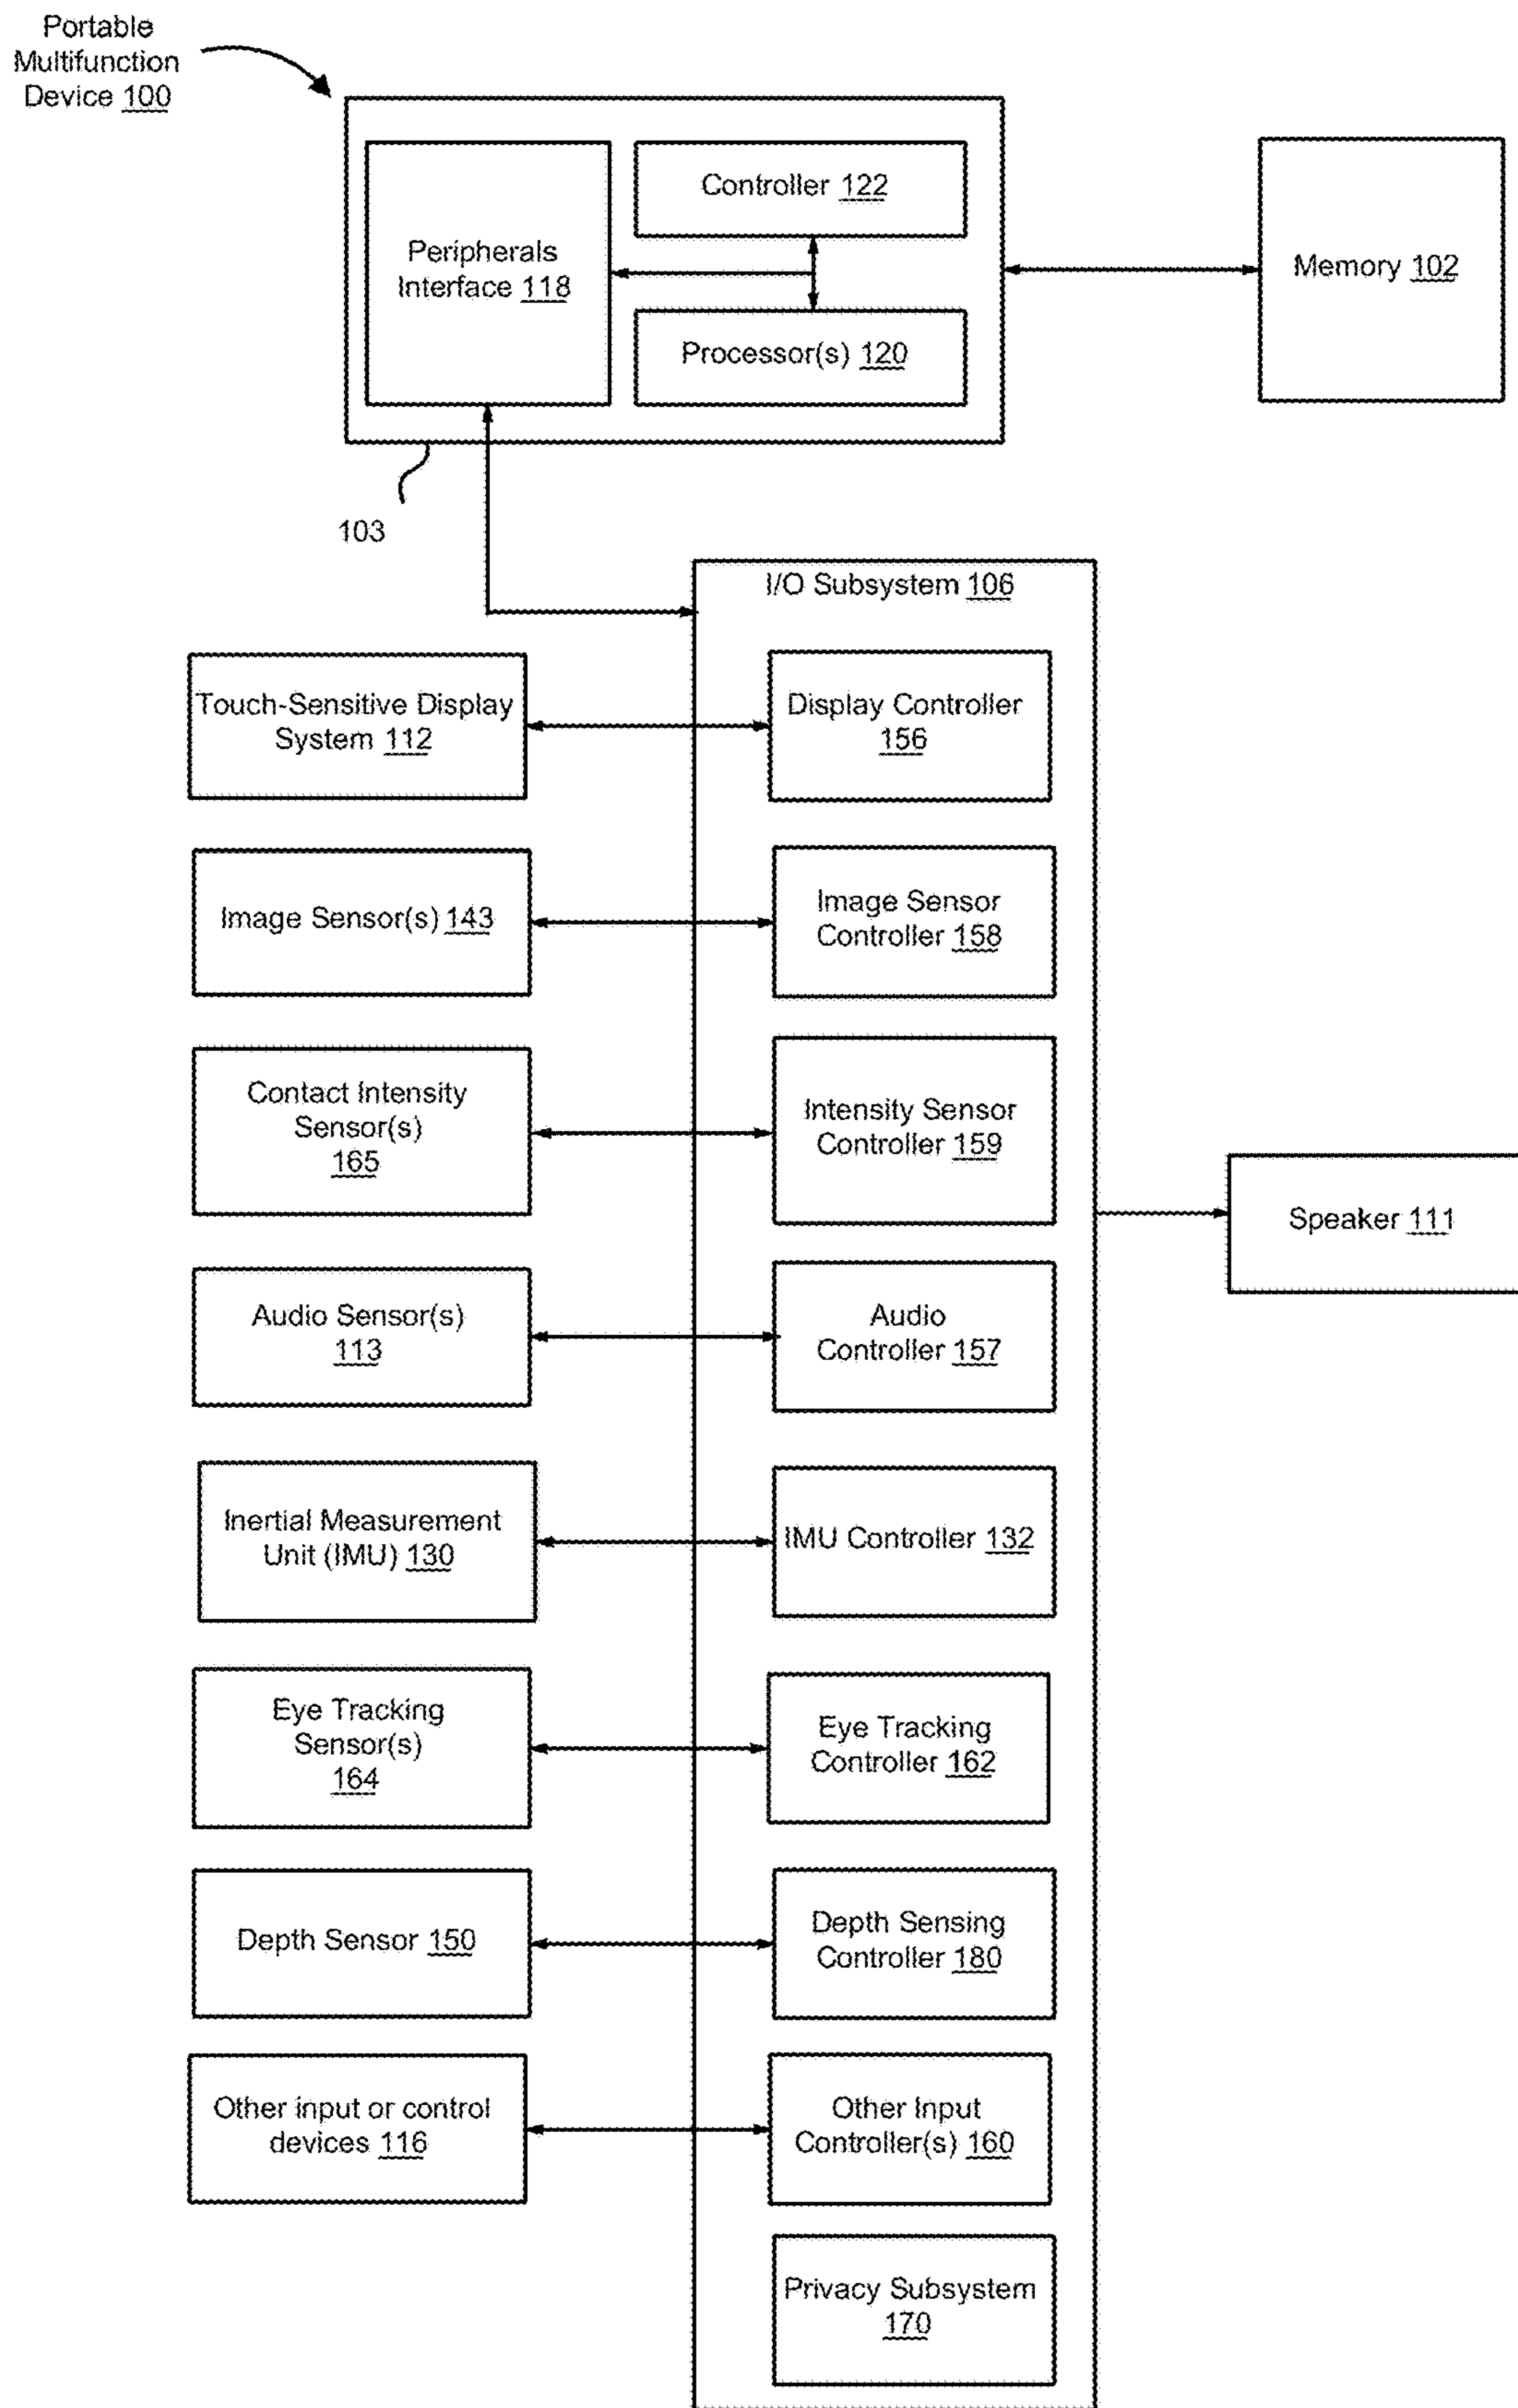 Portable
Multifunction
Device 100
Controller 122
Peripherals
Interface 118
Processor(s) 120
Memory 102
103
I/O Subsystem 106
Touch-Sensitive Display
System 112
Display Controller
156
Image Sensor(s) 143
Image Sensor
Controller 158
Contact Intensity
Sensor(s)
165
Intensity Sensor
Controller 159
Speaker 111
Audio Sensor(s)
113
Audio
Controller 157
Inertial Measurement
Unit (IMU) 130
IMU Controller 132
Eye Tracking
Sensor(s)
164
Eye Tracking
Controller 162
Depth Sensor 150
Depth Sensing
Controller 180
Other input or control
devices 116
Other Input
Controller(s) 160
Privacy Subsystem
170